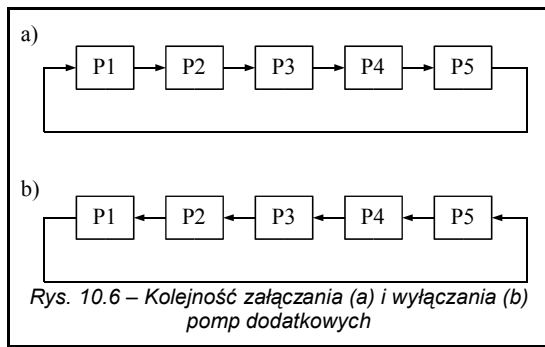 a)
P1 P2 P3 P4 P5
b)
P1 P2 P3 P4 P5
Rys. 10.6 – Kolejność załączania (a) i wyłączania (b)
pomp dodatkowych